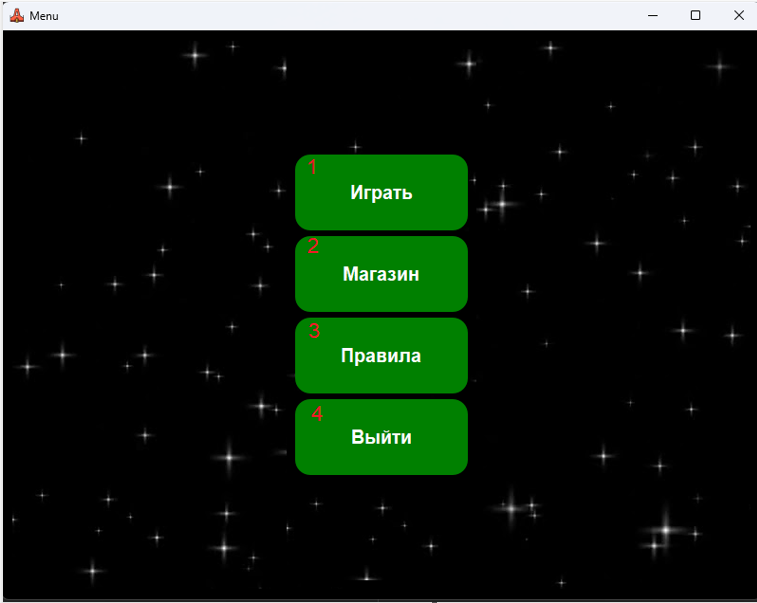 Menu
1
Играть
2
Магазин
3
Правила
4
Выйти